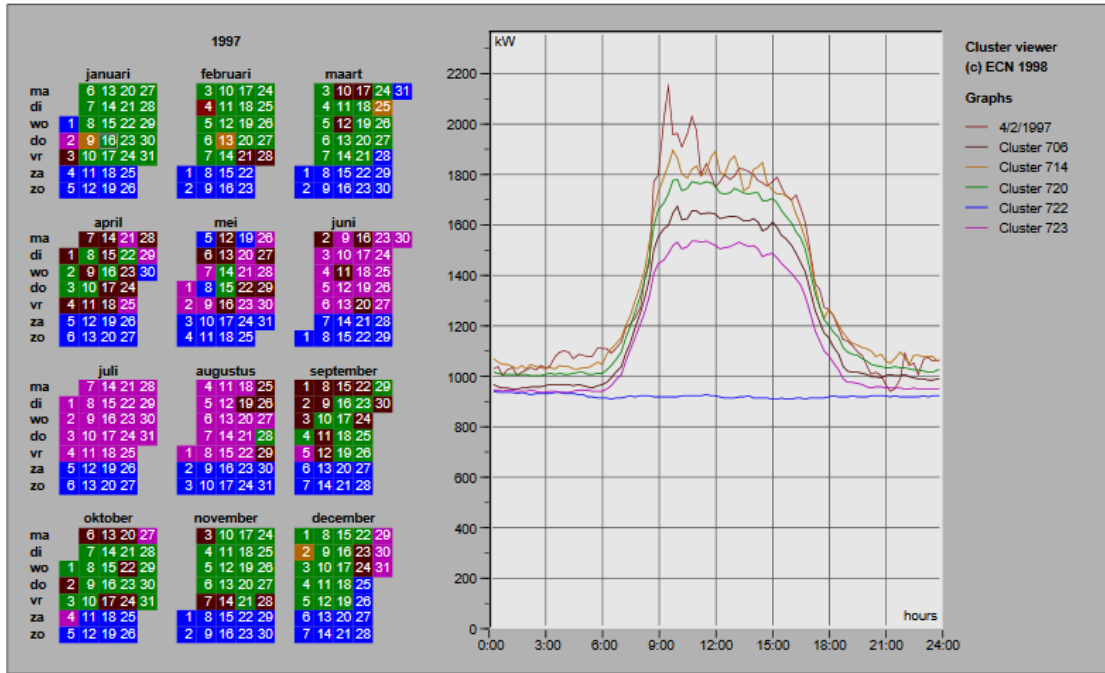 1997
januari februari maart
ma 6 13 20 27 3 10 17 24 3 10 17 24 31
di 7 14 21 28 4 11 18 25 4 11 18 25
wo 1 8 15 22 29 5 12 19 26 5 12 19 26
do 2 9 16 23 30 6 13 20 27 6 13 20 27
vr 3 10 17 24 31 7 14 21 28 7 14 21 28
za 4 11 18 25 1 8 15 22 1 8 15 22 29
zo 5 12 19 26 2 9 16 23 2 9 16 23 30
april mei juni
ma 7 14 21 28 5 12 19 26 2 9 16 23 30
di 1 8 15 22 29 6 13 20 27 3 10 17 24
wo 2 9 16 23 30 7 14 21 28 4 11 18 25
do 3 10 17 24 1 8 15 22 29 5 12 19 26
vr 4 11 18 25 2 9 16 23 30 6 13 20 27
za 5 12 19 26 3 10 17 24 31 7 14 21 28
zo 6 13 20 27 4 11 18 25 1 8 15 22 29
juli augustus september
ma 7 14 21 28 4 11 18 25 1 8 15 22 29
di 1 8 15 22 29 5 12 19 26 2 9 16 23 30
wo 2 9 16 23 30 6 13 20 27 3 10 17 24
do 3 10 17 24 31 7 14 21 28 4 11 18 25
vr 4 11 18 25 1 8 15 22 29 5 12 19 26
za 5 12 19 26 2 9 16 23 30 6 13 20 27
zo 6 13 20 27 3 10 17 24 31 7 14 21 28
oktober november december
ma 6 13 20 27 3 10 17 24 1 8 15 22 29
di 7 14 21 28 4 11 18 25 2 9 16 23 30
wo 1 8 15 22 29 5 12 19 26 3 10 17 24 31
do 2 9 16 23 30 6 13 20 27 4 11 18 25
vr 3 10 17 24 31 7 14 21 28 5 12 19 26
za 4 11 18 25 1 8 15 22 29 6 13 20 27
zo 5 12 19 26 2 9 16 23 30 7 14 21 28
kW
2200
2000
1800
1600
1400
1200
1000
800
600
400
200
0
hours
0:00 3:00 6:00 9:00 12:00 15:00 18:00 21:00 24:00
Cluster viewer
(c) ECN 1998
Graphs
4/2/1997
Cluster 706
Cluster 714
Cluster 720
Cluster 722
Cluster 723